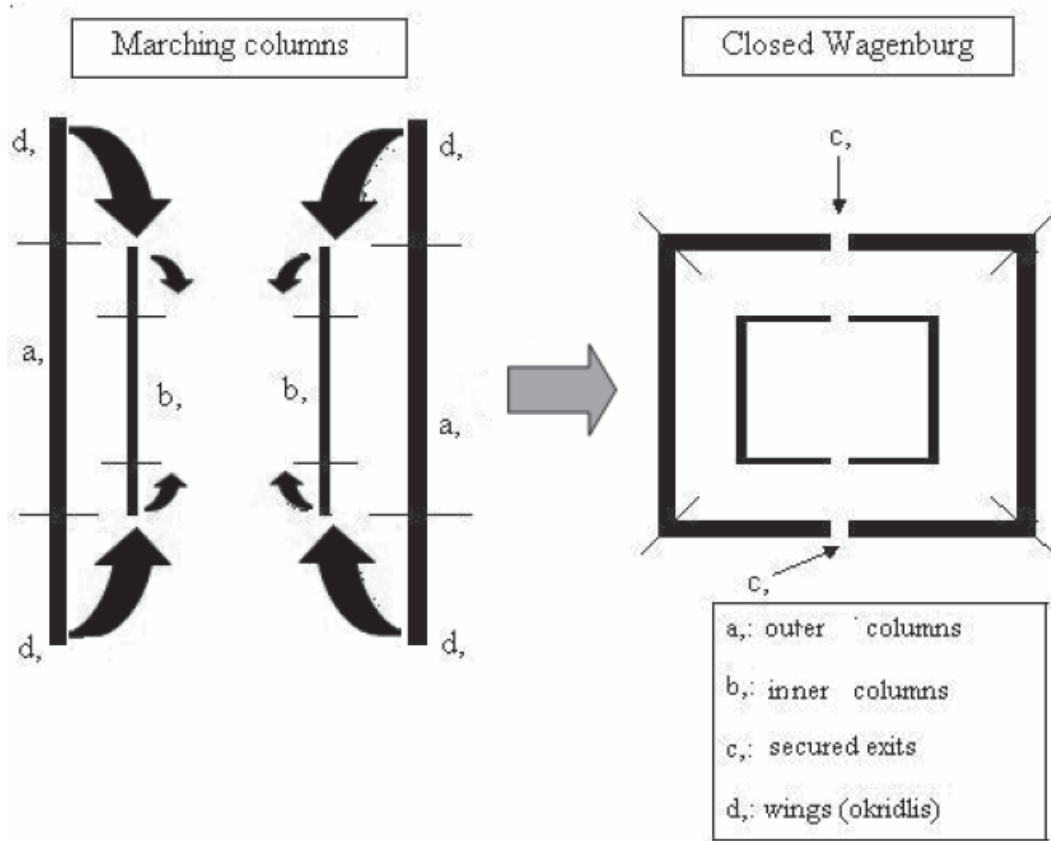 Marching columns
Closed Wagenburg
d,
d,
c,
a,
b,
b,
a,
d,
d,
c,
a,: outer columns
b,: inner columns
c,: secured exits
d,: wings (okridlis)